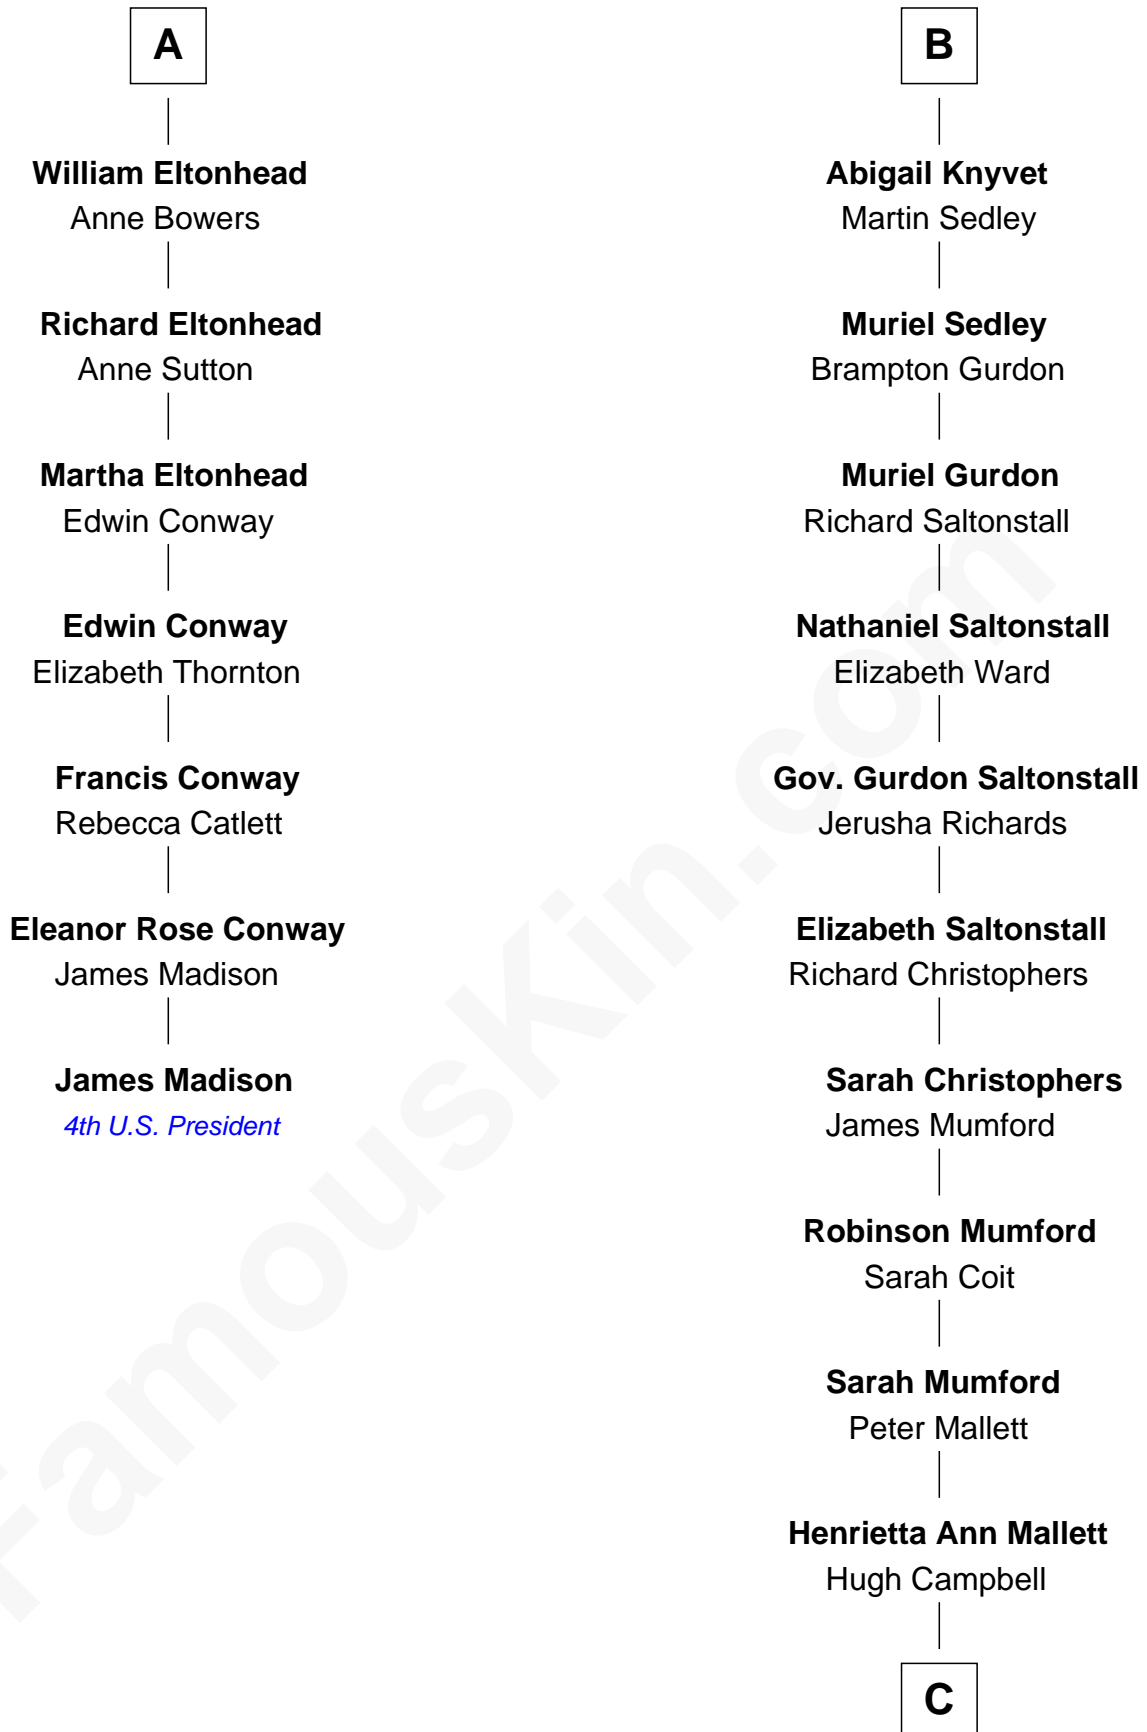 A
William Eltonhead
Anne Bowers
Richard Eltonhead
Anne Sutton
Martha Eltonhead
Edwin Conway
Edwin Conway
Elizabeth Thornton
Francis Conway
Rebecca Catlett
Eleanor Rose Conway
James Madison
James Madison
4th U.S. President
B
Abigail Knyvet
Martin Sedley
Muriel Sedley
Brampton Gurdon
Muriel Gurdon
Richard Saltonstall
Nathaniel Saltonstall
Elizabeth Ward
Gov. Gurdon Saltonstall
Jerusha Richards
Elizabeth Saltonstall
Richard Christophers
Sarah Christophers
James Mumford
Robinson Mumford
Sarah Coit
Sarah Mumford
Peter Mallett
Henrietta Ann Mallett
Hugh Campbell
C
FamousKin.com